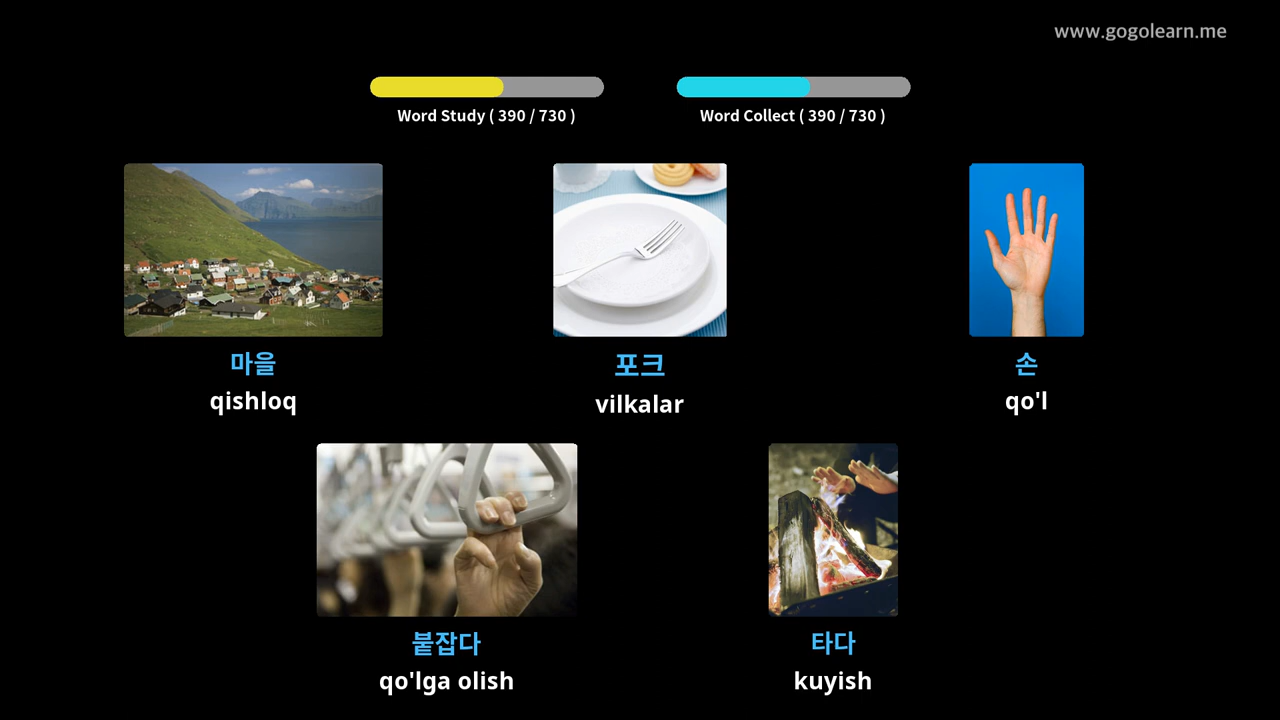 www.gogolearn.me
Word Study ( 390 / 730 )
Word Collect ( 390 / 730 )
마을
qishloq
포크
vilkalar
손
qo'l
붙잡다
qo'lga olish
타다
kuyish